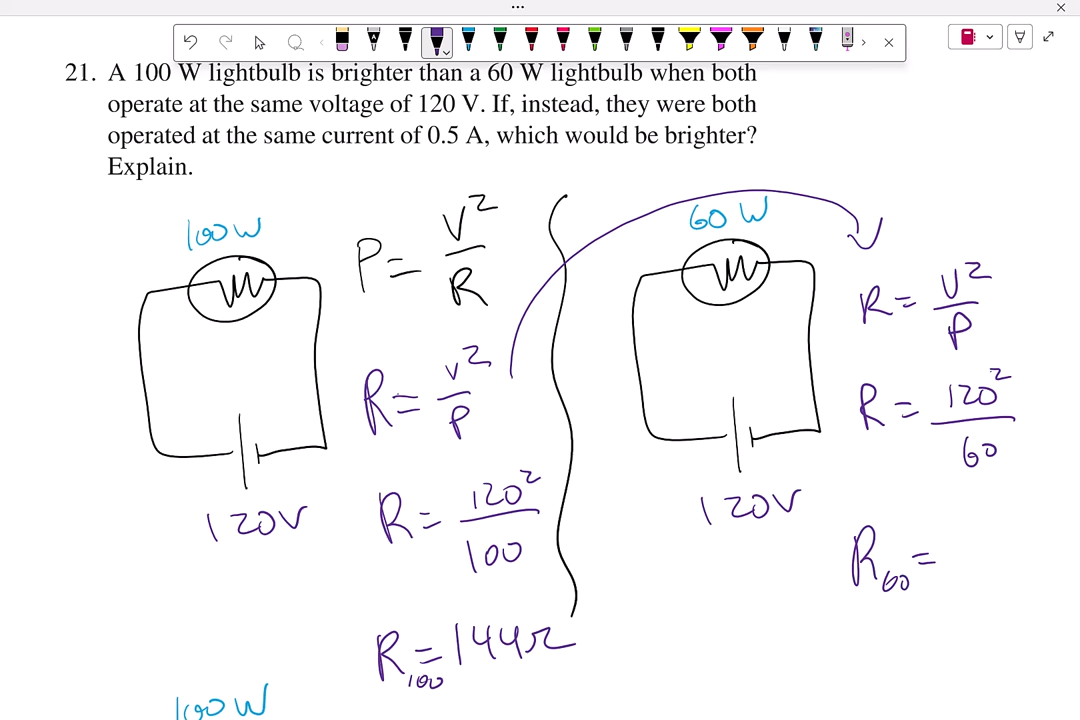 21. A 100 W lightbulb is brighter than a 60 W lightbulb when both
operate at the same voltage of 120 V. If, instead, they were both
operated at the same current of 0.5 A, which would be brighter?
Explain.
100W
P = V²/R
R = V²/P
R = 120²/100
R₁₀₀ = 144Ω
120V
60 W
R = V²/P
R = 120²/60
R₆₀ =
120V
100W